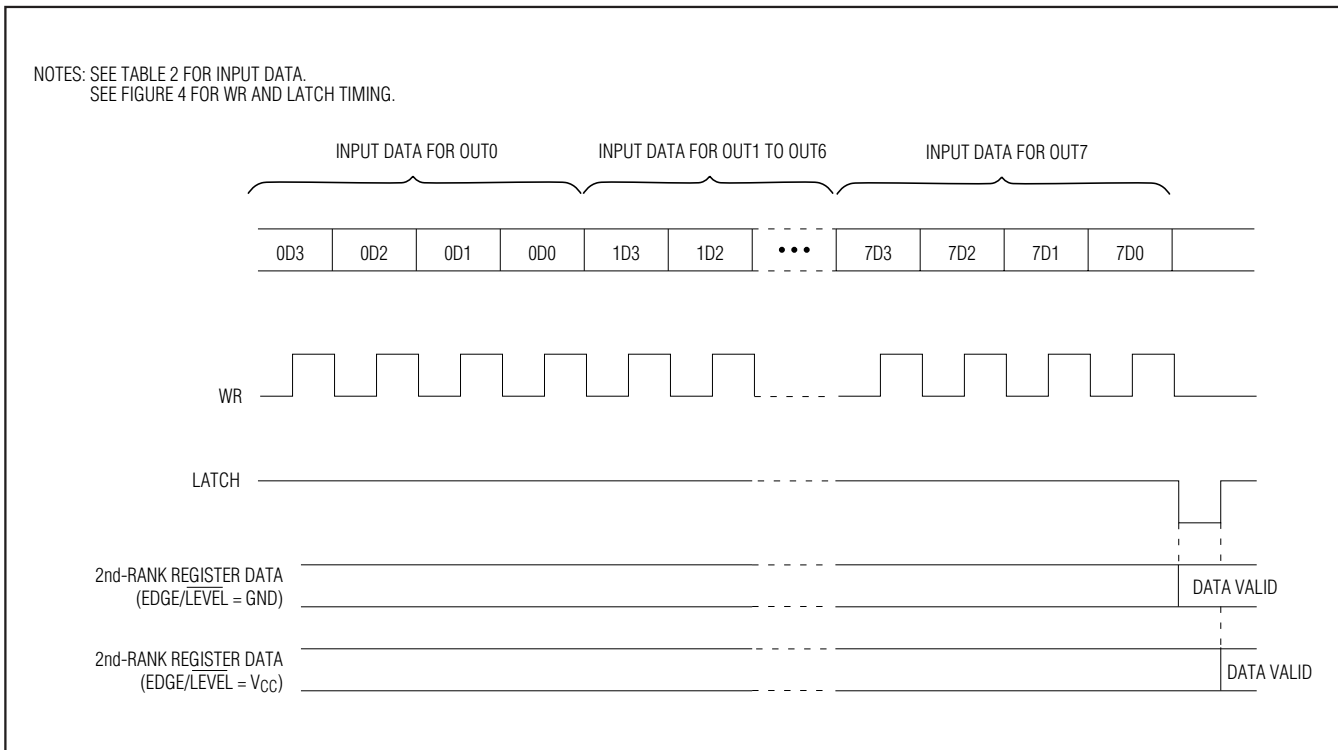 NOTES: SEE TABLE 2 FOR INPUT DATA.
SEE FIGURE 4 FOR WR AND LATCH TIMING.
INPUT DATA FOR OUT0
INPUT DATA FOR OUT1 TO OUT6
INPUT DATA FOR OUT7
0D3 0D2 0D1 0D0 1D3 1D2 ••• 7D3 7D2 7D1 7D0
WR
LATCH
2nd-RANK REGISTER DATA
(EDGE/L̅E̅V̅E̅L̅ = GND)
DATA VALID
2nd-RANK REGISTER DATA
(EDGE/L̅E̅V̅E̅L̅ = VCC)
DATA VALID